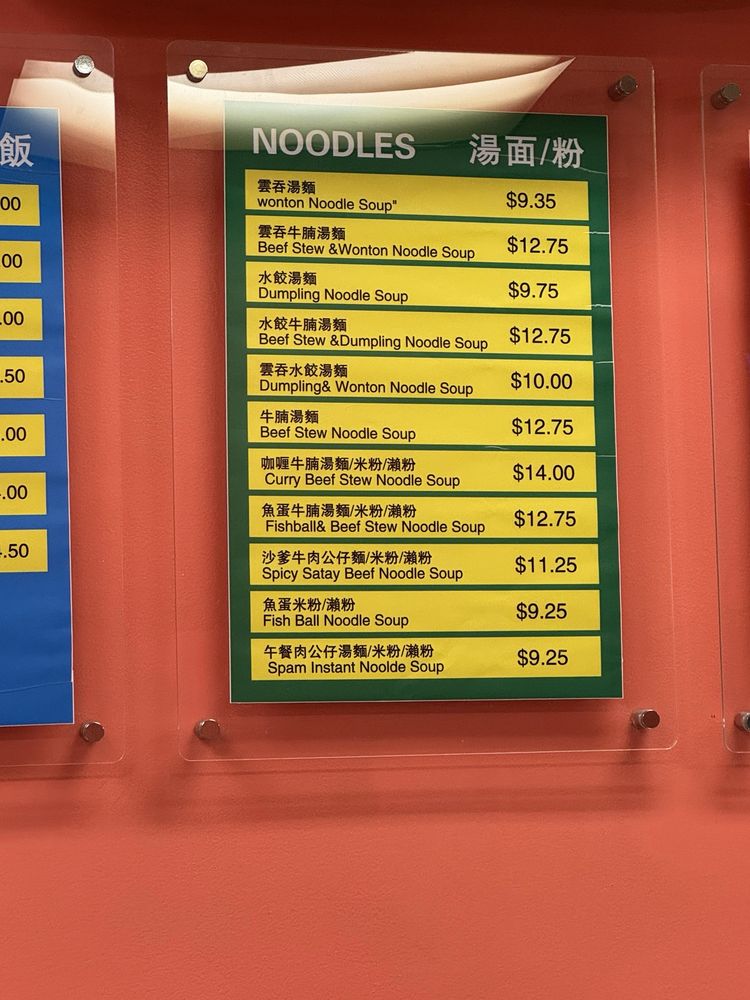 飯
00
.00
.00
.50
.00
.00
.50
NOODLES 湯面/粉
雲吞湯麵
wonton Noodle Soup" $9.35
雲吞牛腩湯麵
Beef Stew &Wonton Noodle Soup $12.75
水餃湯麵
Dumpling Noodle Soup $9.75
水餃牛腩湯麵
Beef Stew &Dumpling Noodle Soup $12.75
雲吞水餃湯麵
Dumpling& Wonton Noodle Soup $10.00
牛腩湯麵
Beef Stew Noodle Soup $12.75
咖喱牛腩湯麵/米粉/瀨粉
Curry Beef Stew Noodle Soup $14.00
魚蛋牛腩湯麵/米粉/瀨粉
Fishball& Beef Stew Noodle Soup $12.75
沙爹牛肉公仔麵/米粉/瀨粉
Spicy Satay Beef Noodle Soup $11.25
魚蛋米粉/瀨粉
Fish Ball Noodle Soup $9.25
午餐肉公仔湯麵/米粉/瀨粉
Spam Instant Noolde Soup $9.25